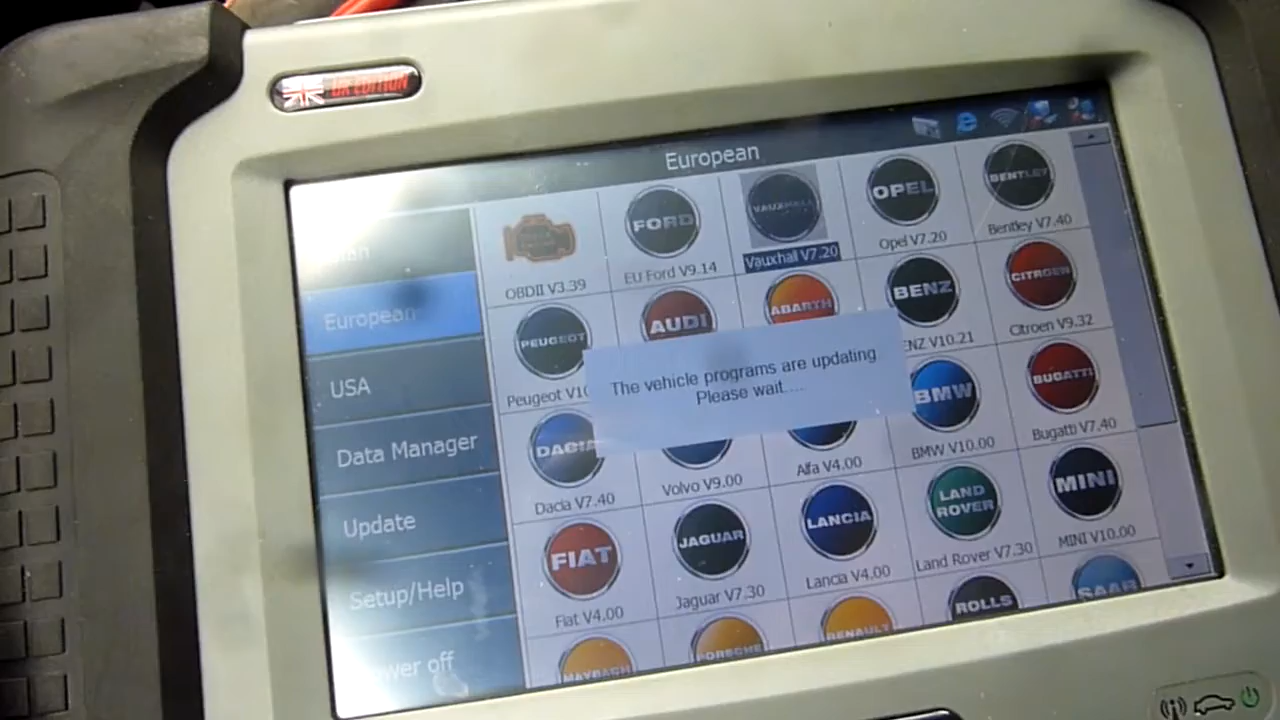 UK EDITION
European
European
USA
Data Manager
Update
Setup/Help
OBDII V3.39
FORD
EU Ford V9.14
VAUXHALL
Vauxhall V7.20
OPEL
Opel V7.20
BENTLEY
Bentley V7.40
PEUGEOT
Peugeot
AUDI
ABARTH
BENZ
V10.21
CITROEN
Citroen V9.32
The vehicle programs are updating
Please wait....
DACIA
Dacia V7.40
Volvo V9.00
Alfa V4.00
BMW
BMW V10.00
BUGATTI
Bugatti V7.40
FIAT
Fiat V4.00
JAGUAR
Jaguar V7.30
LANCIA
Lancia V4.00
LAND
ROVER
Land Rover V7.30
MINI
MINI V10.00
MAYBACH
PORSCHE
RENAULT
ROLLS
SAAB